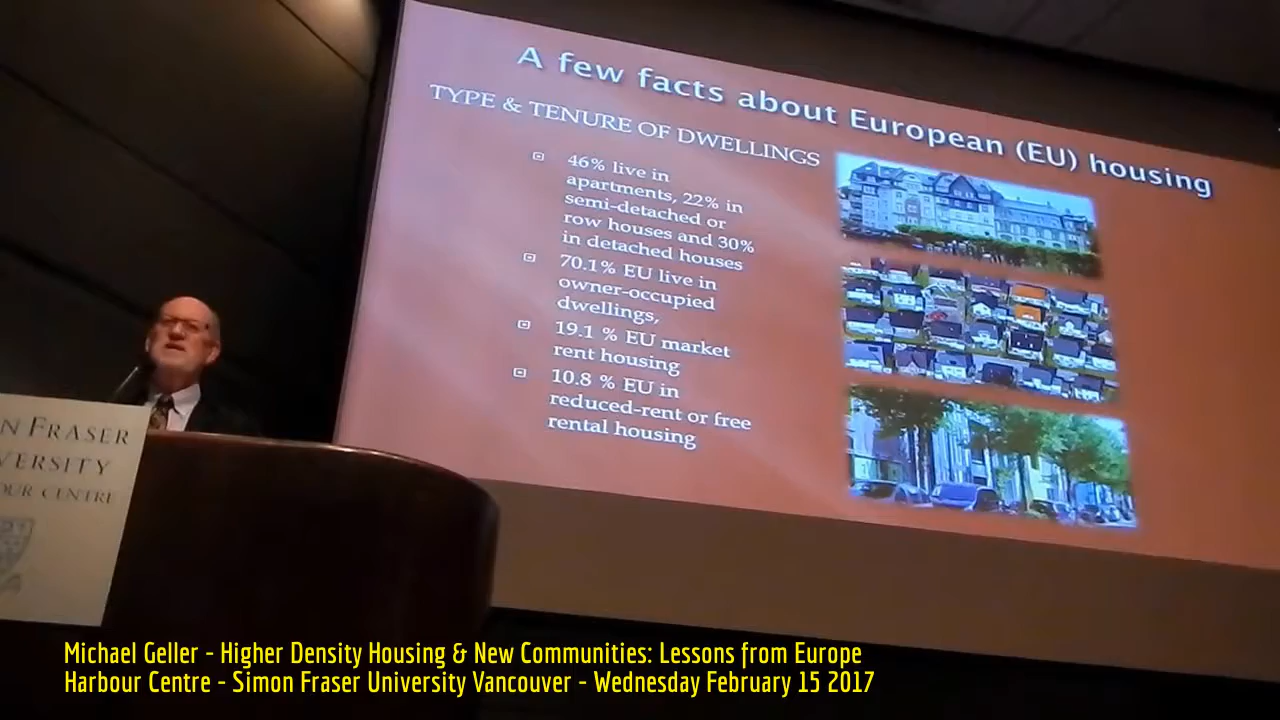 A few facts about European (EU) housing
TYPE & TENURE OF DWELLINGS
46% live in
apartments, 22% in
semi-detached or
row houses and 30%
in detached houses
70.1% EU live in
owner-occupied
dwellings,
19.1 % EU market
rent housing
10.8 % EU in
reduced-rent or free
rental housing
N FRASER
VERSITY
OUR CENTRE
Michael Geller - Higher Density Housing & New Communities: Lessons from Europe
Harbour Centre - Simon Fraser University Vancouver - Wednesday February 15 2017